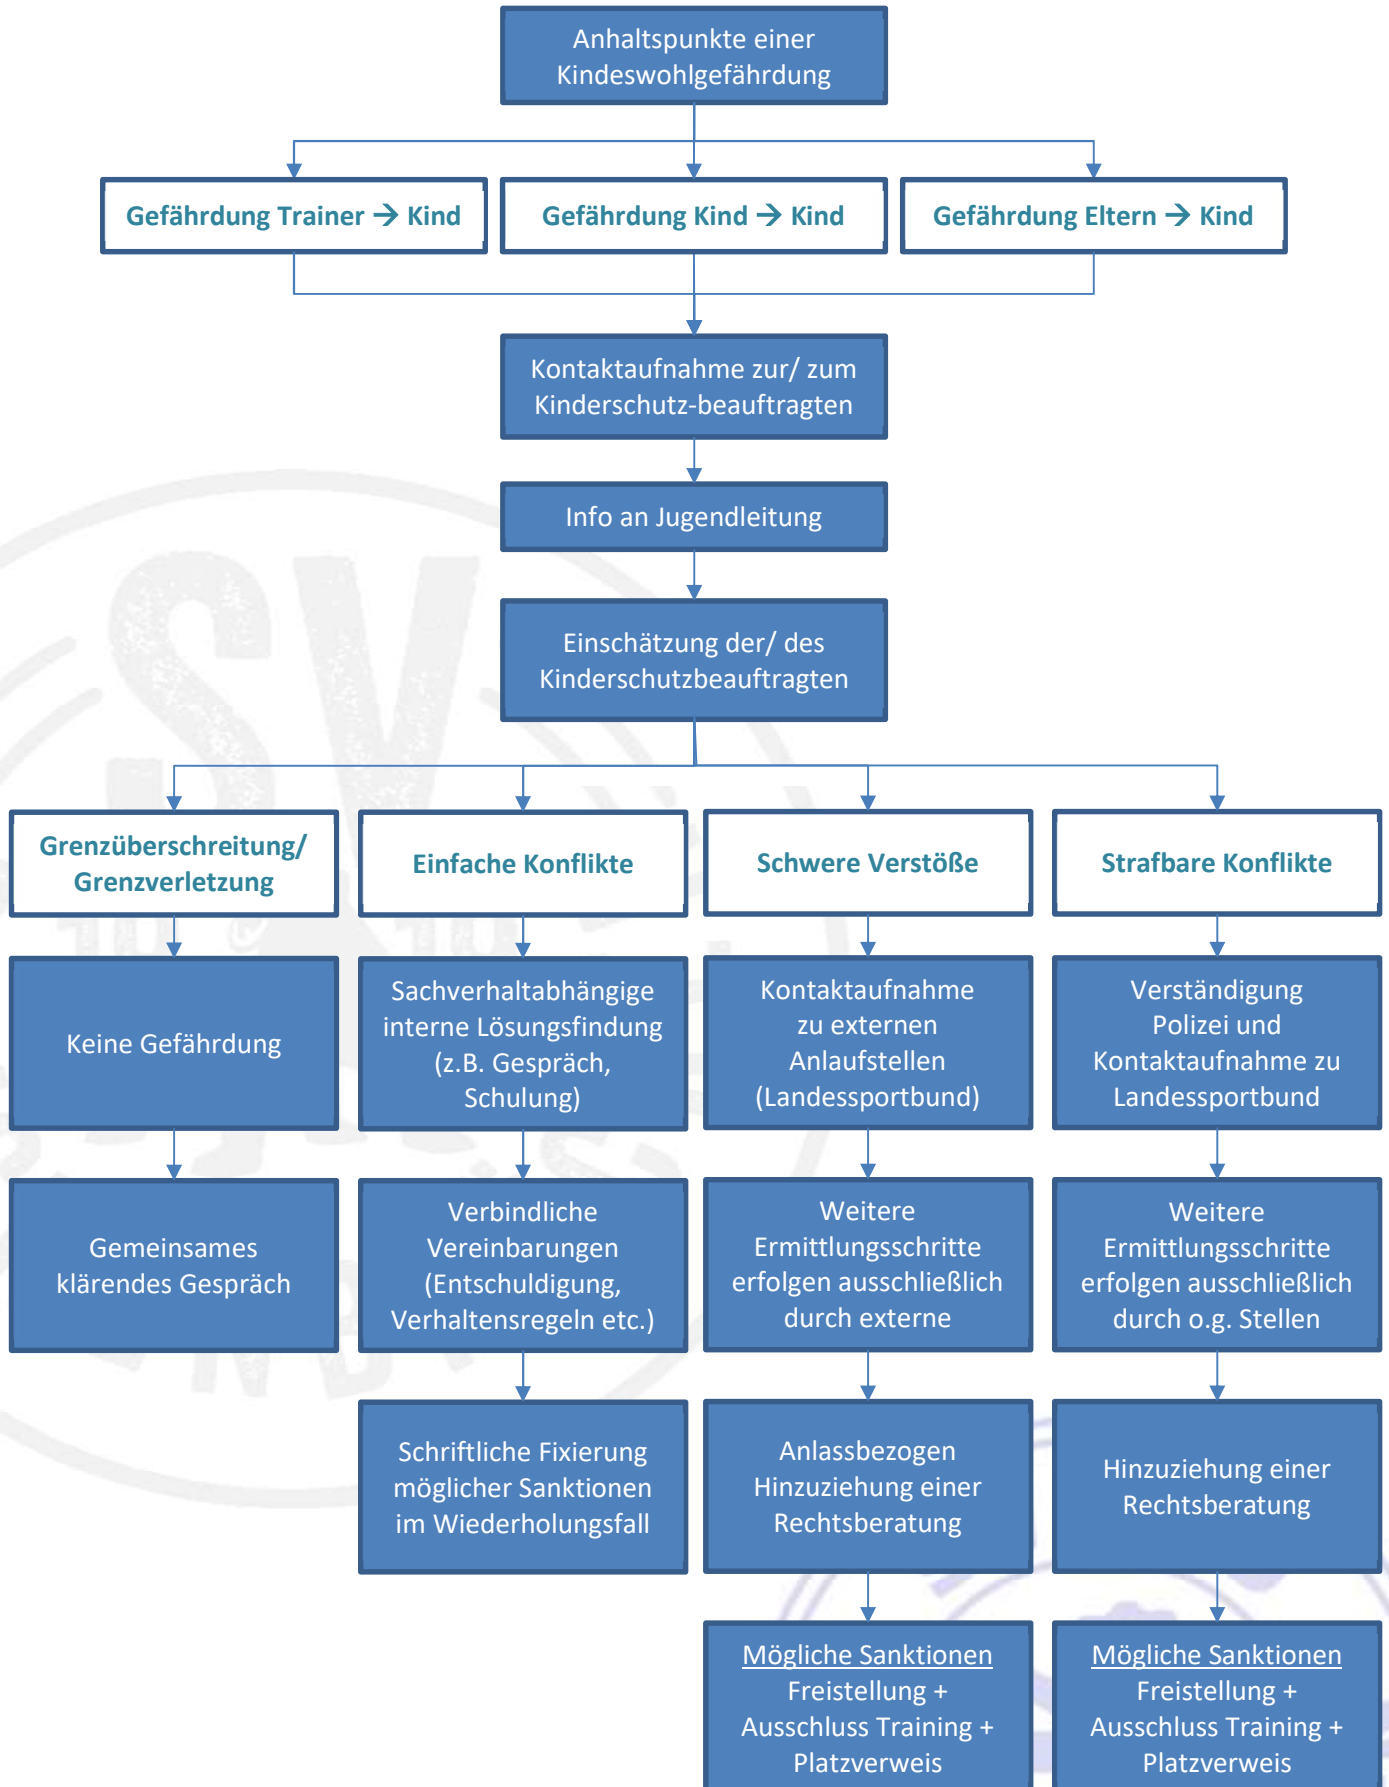 Anhaltspunkte einer
Kindeswohlgefährdung
Gefährdung Trainer → Kind
Gefährdung Kind → Kind
Gefährdung Eltern → Kind
Kontaktaufnahme zur/ zum
Kinderschutz-beauftragten
Info an Jugendleitung
Einschätzung der/ des
Kinderschutzbeauftragten
Grenzüberschreitung/
Grenzverletzung
Einfache Konflikte
Schwere Verstöße
Strafbare Konflikte
Keine Gefährdung
Sachverhaltabhängige
interne Lösungsfindung
(z.B. Gespräch,
Schulung)
Kontaktaufnahme
zu externen
Anlaufstellen
(Landessportbund)
Verständigung
Polizei und
Kontaktaufnahme zu
Landessportbund
Gemeinsames
klärendes Gespräch
Verbindliche
Vereinbarungen
(Entschuldigung,
Verhaltensregeln etc.)
Weitere
Ermittlungsschritte
erfolgen ausschließlich
durch externe
Weitere
Ermittlungsschritte
erfolgen ausschließlich
durch o.g. Stellen
Schriftliche Fixierung
möglicher Sanktionen
im Wiederholungsfall
Anlassbezogen
Hinzuziehung einer
Rechtsberatung
Hinzuziehung einer
Rechtsberatung
Mögliche Sanktionen
Freistellung +
Ausschluss Training +
Platzverweis
Mögliche Sanktionen
Freistellung +
Ausschluss Training +
Platzverweis
SV